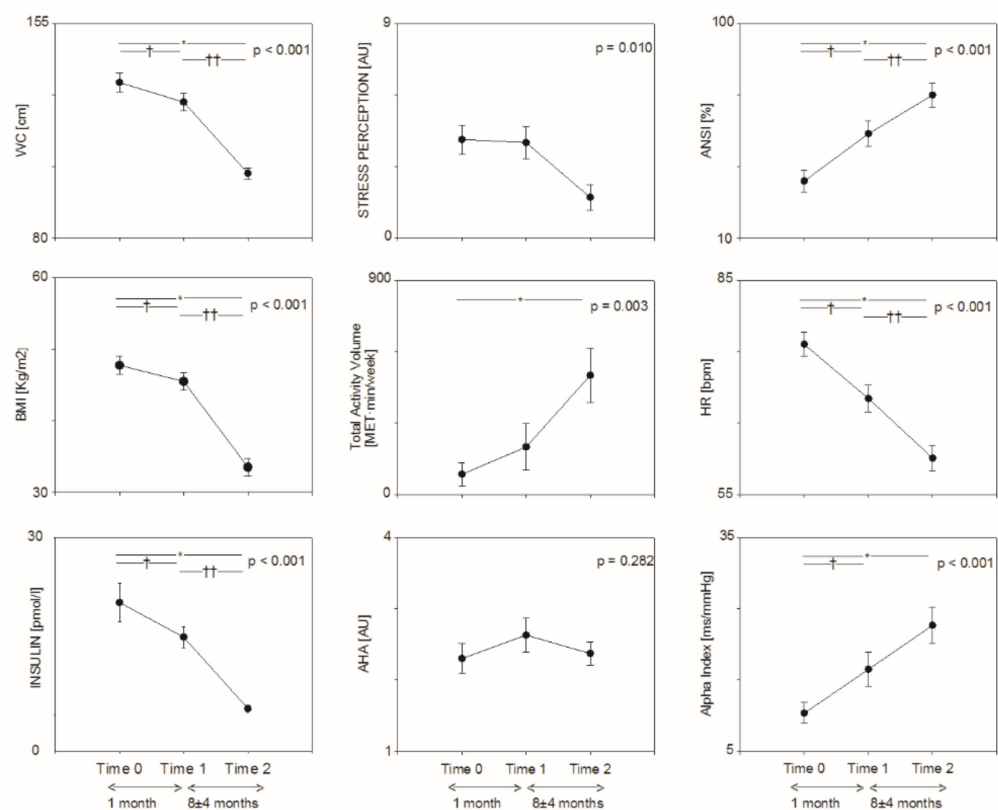 155
WC [cm]
80
*
†
††
p < 0.001
9
STRESS PERCEPTION [AU]
0
p = 0.010
100
ANSI [%]
10
*
†
††
p < 0.001
60
BMI [Kg/m2]
30
*
†
††
p < 0.001
900
Total Activity Volume
[MET·min/week]
0
*
p = 0.003
85
HR [bpm]
55
*
†
††
p < 0.001
30
INSULIN [pmol/l]
0
*
†
††
p < 0.001
4
AHA [AU]
1
p = 0.282
35
Alpha Index [ms/mmHg]
5
*
†
p < 0.001
Time 0 Time 1 Time 2
1 month 8±4 months
Time 0 Time 1 Time 2
1 month 8±4 months
Time 0 Time 1 Time 2
1 month 8±4 months